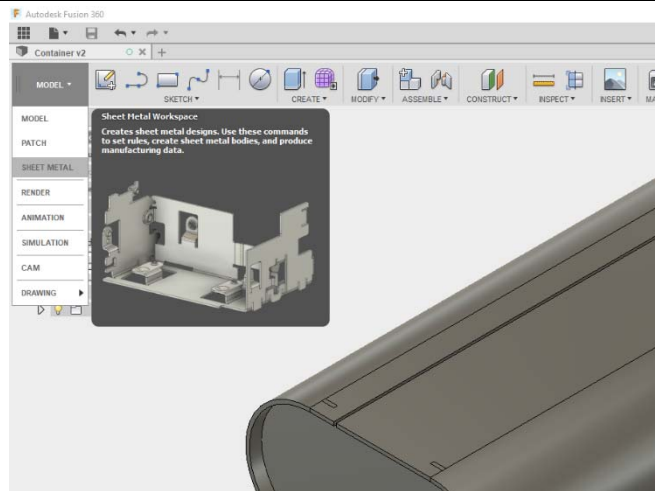 Autodesk Fusion 360
Container v2
MODEL
SKETCH
CREATE
MODIFY
ASSEMBLE
CONSTRUCT
INSPECT
INSERT
MA
MODEL
PATCH
SHEET METAL
RENDER
ANIMATION
SIMULATION
CAM
DRAWING
Sheet Metal Workspace
Creates sheet metal designs. Use these commands
to set rules, create sheet metal bodies, and produce
manufacturing data.